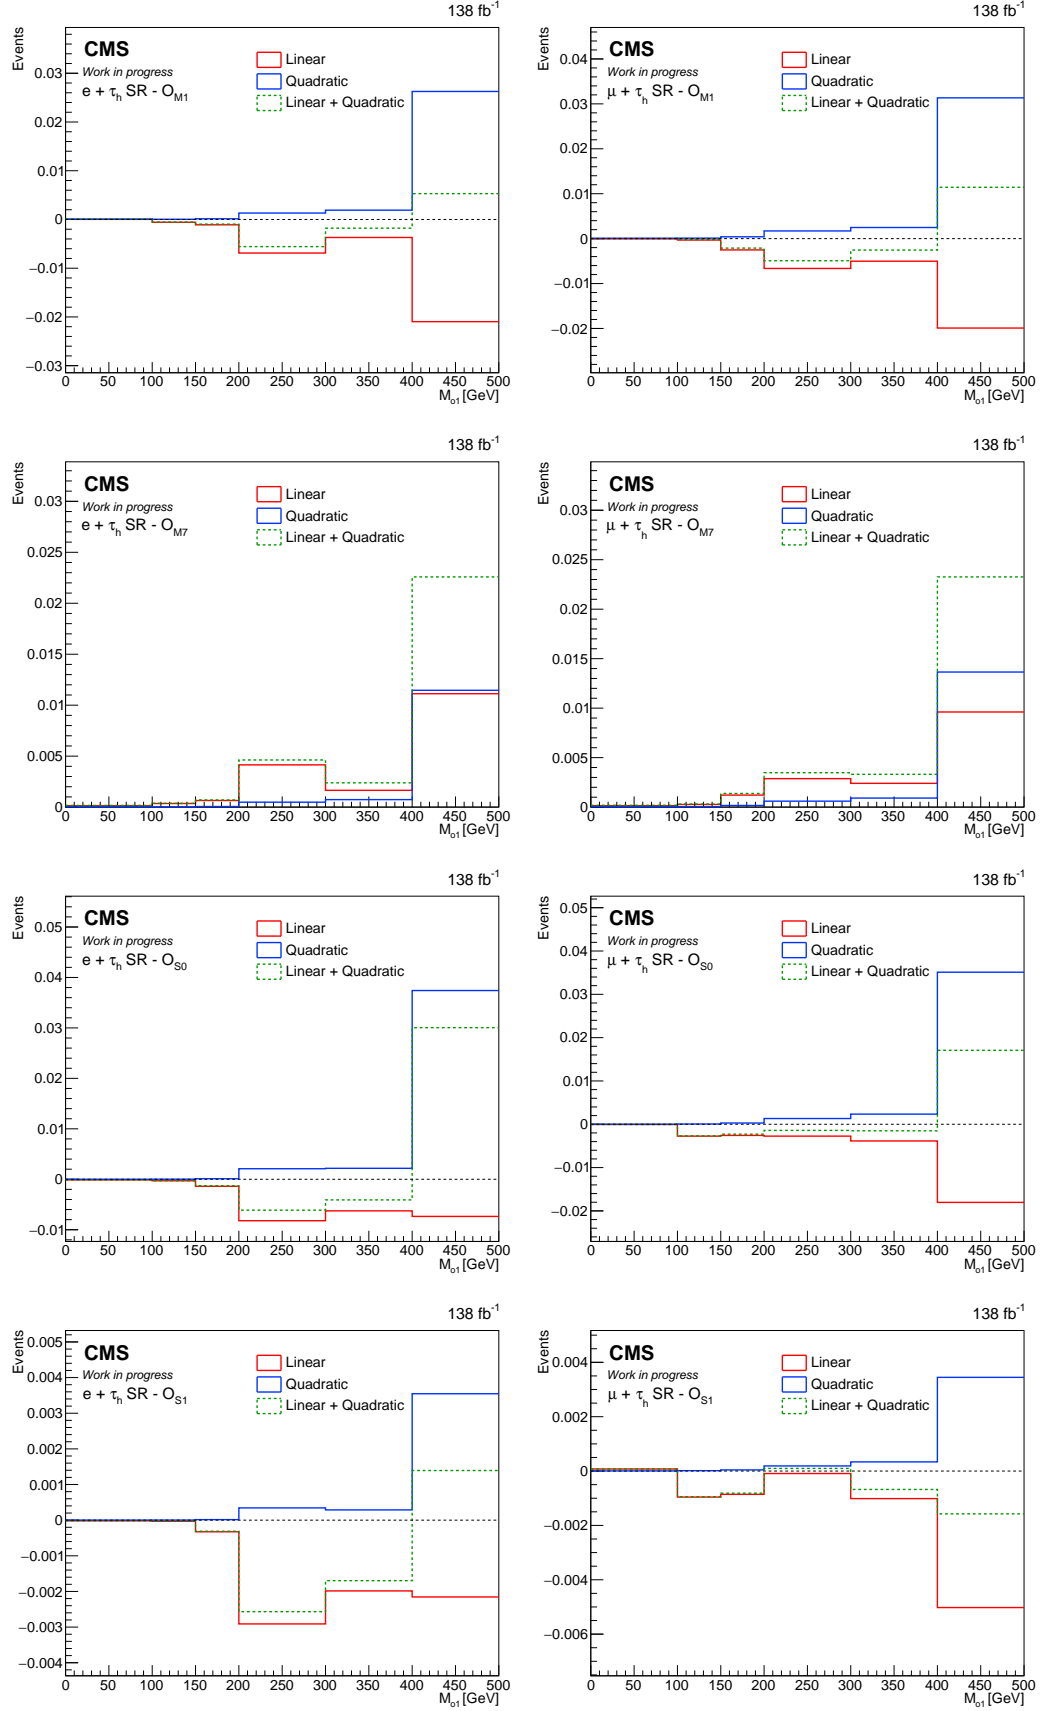 138 fb-1
Events
CMS
Work in progress
e + τh SR - OM1
Linear
Quadratic
Linear + Quadratic
0.03
0.02
0.01
0
−0.01
−0.02
−0.03
0 50 100 150 200 250 300 350 400 450 500
Mo1 [GeV]
138 fb-1
Events
CMS
Work in progress
μ + τh SR - OM1
Linear
Quadratic
Linear + Quadratic
0.04
0.03
0.02
0.01
0
−0.01
−0.02
0 50 100 150 200 250 300 350 400 450 500
Mo1 [GeV]
138 fb-1
Events
CMS
Work in progress
e + τh SR - OM7
Linear
Quadratic
Linear + Quadratic
0.03
0.025
0.02
0.015
0.01
0.005
0
0 50 100 150 200 250 300 350 400 450 500
Mo1 [GeV]
138 fb-1
Events
CMS
Work in progress
μ + τh SR - OM7
Linear
Quadratic
Linear + Quadratic
0.03
0.025
0.02
0.015
0.01
0.005
0
0 50 100 150 200 250 300 350 400 450 500
Mo1 [GeV]
138 fb-1
Events
CMS
Work in progress
e + τh SR - OS0
Linear
Quadratic
Linear + Quadratic
0.05
0.04
0.03
0.02
0.01
0
−0.01
0 50 100 150 200 250 300 350 400 450 500
Mo1 [GeV]
138 fb-1
Events
CMS
Work in progress
μ + τh SR - OS0
Linear
Quadratic
Linear + Quadratic
0.05
0.04
0.03
0.02
0.01
0
−0.01
−0.02
0 50 100 150 200 250 300 350 400 450 500
Mo1 [GeV]
138 fb-1
Events
CMS
Work in progress
e + τh SR - OS1
Linear
Quadratic
Linear + Quadratic
0.005
0.004
0.003
0.002
0.001
0
−0.001
−0.002
−0.003
−0.004
0 50 100 150 200 250 300 350 400 450 500
Mo1 [GeV]
138 fb-1
Events
CMS
Work in progress
μ + τh SR - OS1
Linear
Quadratic
Linear + Quadratic
0.004
0.002
0
−0.002
−0.004
−0.006
0 50 100 150 200 250 300 350 400 450 500
Mo1 [GeV]